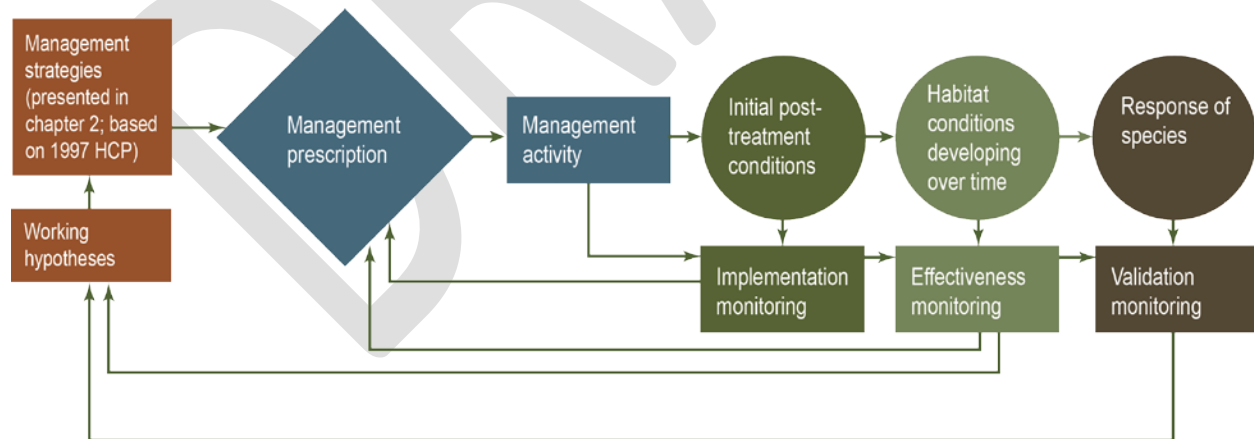 Management
strategies
(presented in
chapter 2; based
on 1997 HCP)
Management
prescription
Management
activity
Initial post-
treatment
conditions
Habitat
conditions
developing
over time
Response of
species
Working
hypotheses
Implementation
monitoring
Effectiveness
monitoring
Validation
monitoring